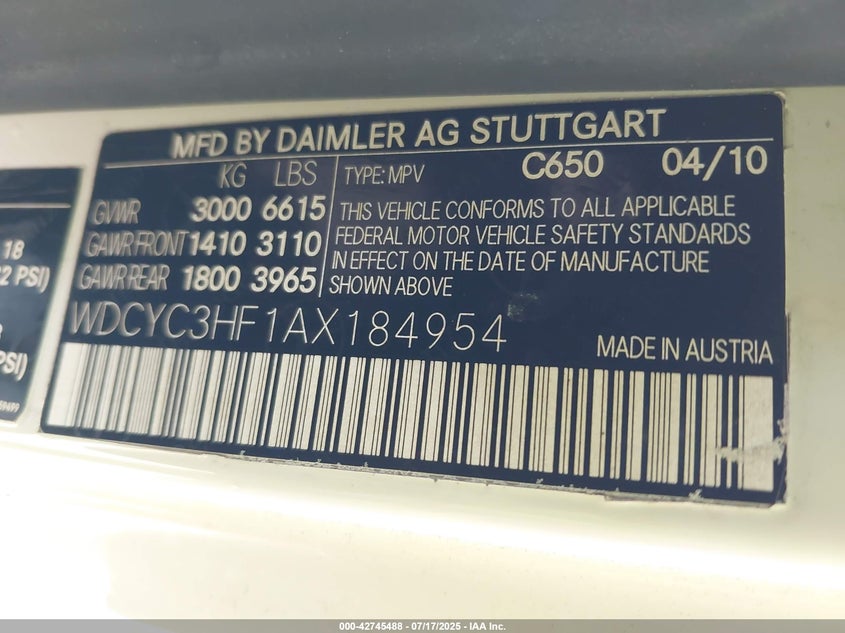 MFD BY DAIMLER AG STUTTGART
KG LBS
GVWR 3000 6615
GAWR FRONT 1410 3110
GAWR REAR 1800 3965
TYPE: MPV C650 04/10
THIS VEHICLE CONFORMS TO ALL APPLICABLE
FEDERAL MOTOR VEHICLE SAFETY STANDARDS
IN EFFECT ON THE DATE OF MANUFACTURE
SHOWN ABOVE
WDCYC3HF1AX184954
MADE IN AUSTRIA
18
2 PSI)
PSI)
000-42745488 - 07/17/2025 - IAA Inc.